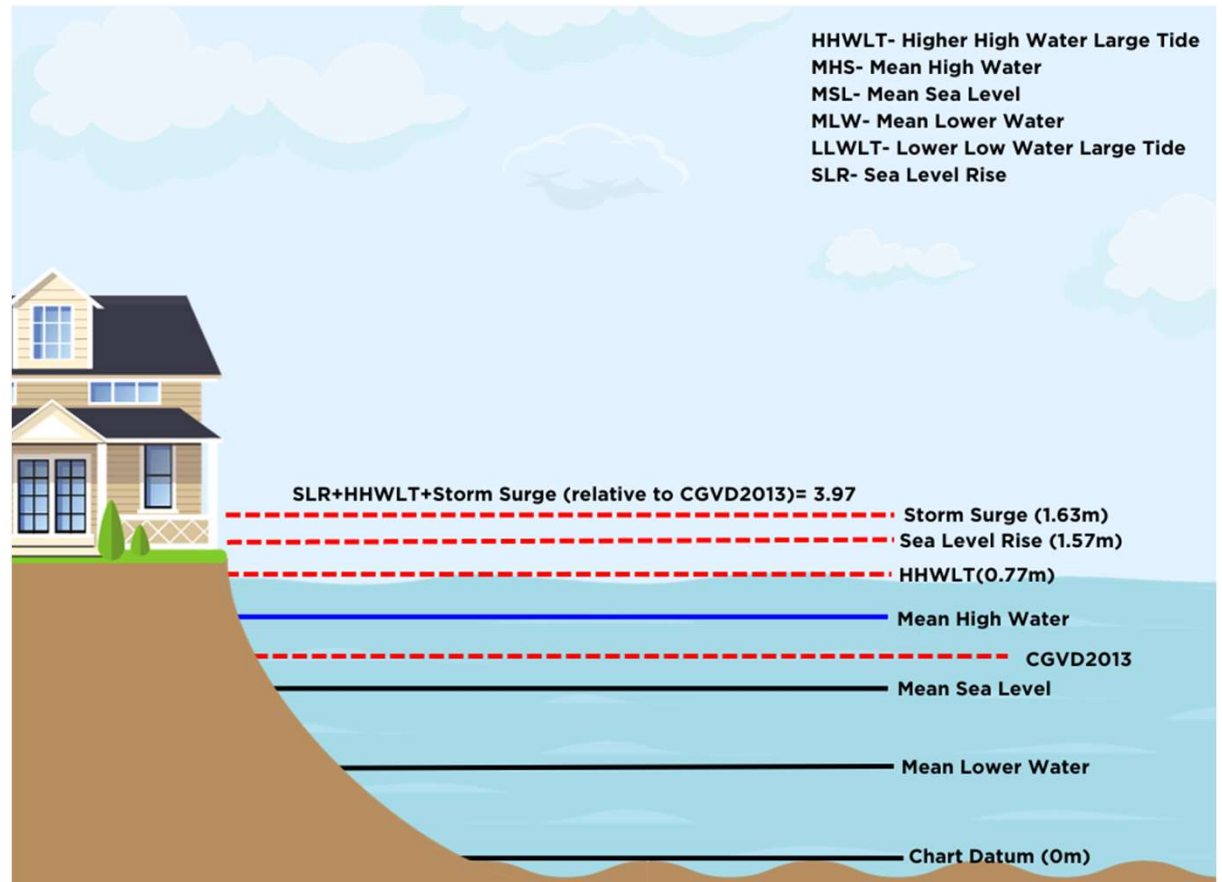 HHWLT- Higher High Water Large Tide
MHS- Mean High Water
MSL- Mean Sea Level
MLW- Mean Lower Water
LLWLT- Lower Low Water Large Tide
SLR- Sea Level Rise
SLR+HHWLT+Storm Surge (relative to CGVD2013)= 3.97
Storm Surge (1.63m)
Sea Level Rise (1.57m)
HHWLT(0.77m)
Mean High Water
CGVD2013
Mean Sea Level
Mean Lower Water
Chart Datum (0m)